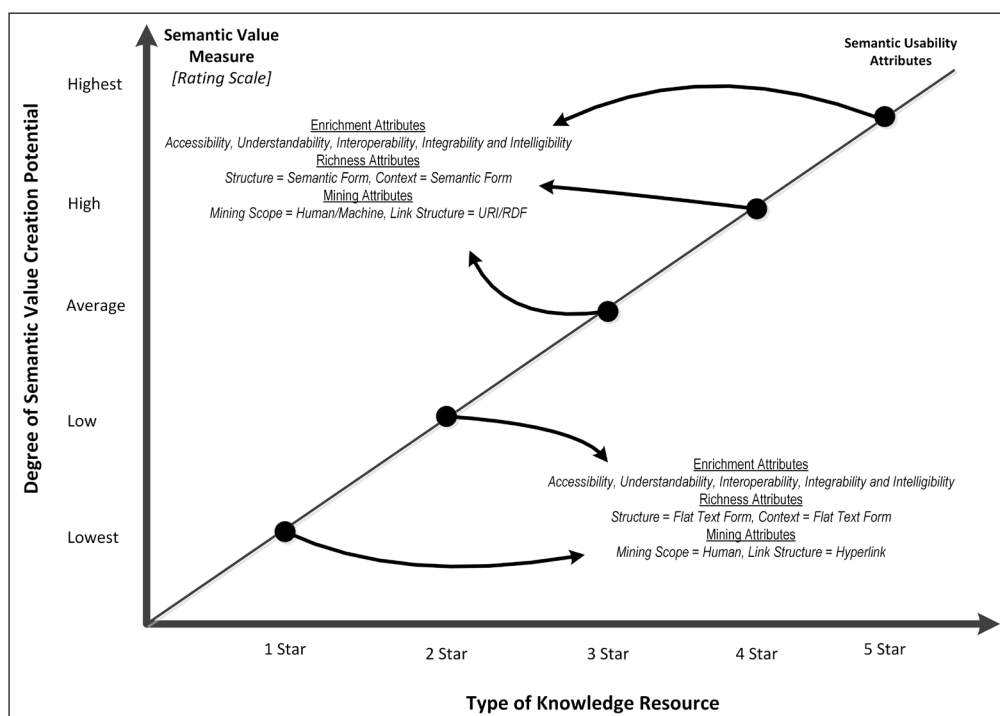 Semantic Value
Measure
[Rating Scale]
Semantic Usability
Attributes
Degree of Semantic Value Creation Potential
Highest
High
Average
Low
Lowest
Enrichment Attributes
Accessibility, Understandability, Interoperability, Integrability and Intelligibility
Richness Attributes
Structure = Semantic Form, Context = Semantic Form
Mining Attributes
Mining Scope = Human/Machine, Link Structure = URI/RDF
Enrichment Attributes
Accessibility, Understandability, Interoperability, Integrability and Intelligibility
Richness Attributes
Structure = Flat Text Form, Context = Flat Text Form
Mining Attributes
Mining Scope = Human, Link Structure = Hyperlink
1 Star
2 Star
3 Star
4 Star
5 Star
Type of Knowledge Resource